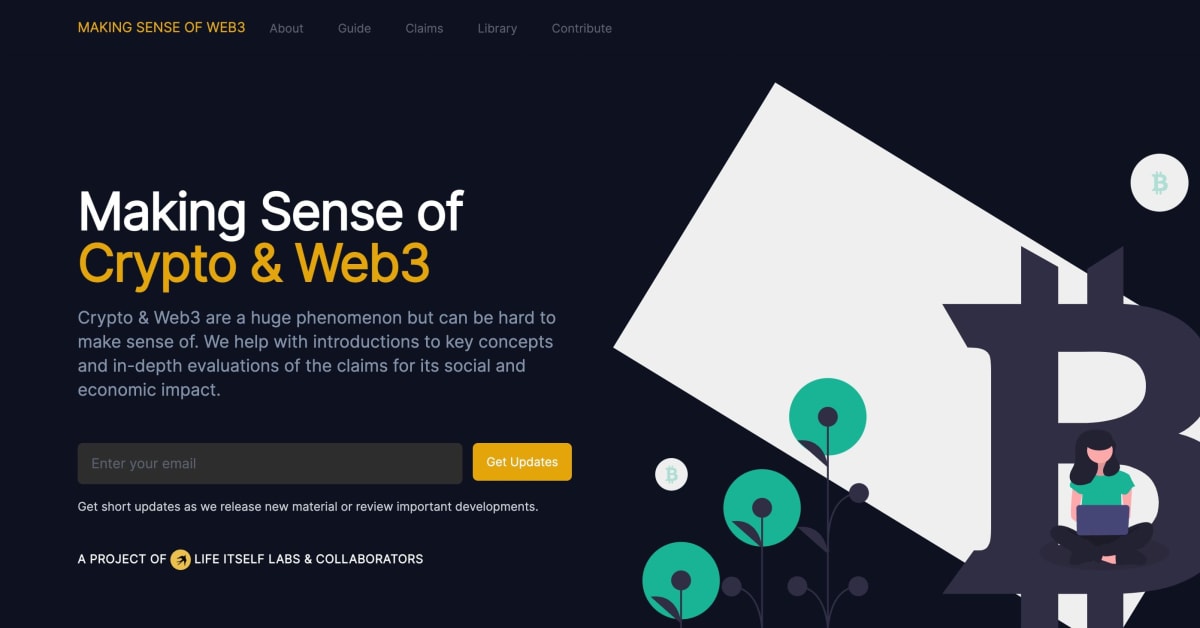 MAKING SENSE OF WEB3
About
Guide
Claims
Library
Contribute
Making Sense of
Crypto & Web3
Crypto & Web3 are a huge phenomenon but can be hard to
make sense of. We help with introductions to key concepts
and in-depth evaluations of the claims for its social and
economic impact.
Enter your email
Get Updates
Get short updates as we release new material or review important developments.
A PROJECT OF LIFE ITSELF LABS & COLLABORATORS